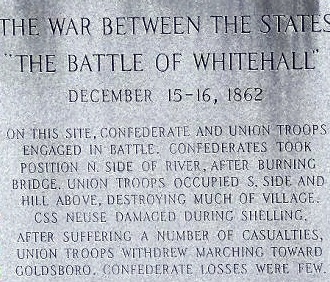 THE WAR BETWEEN THE STATES
"THE BATTLE OF WHITEHALL"
DECEMBER 15-16, 1862
ON THIS SITE, CONFEDERATE AND UNION TROOPS
ENGAGED IN BATTLE. CONFEDERATES TOOK
POSITION N. SIDE OF RIVER, AFTER BURNING
BRIDGE. UNION TROOPS OCCUPIED S. SIDE AND
HILL ABOVE, DESTROYING MUCH OF VILLAGE.
CSS NEUSE DAMAGED DURING SHELLING.
AFTER SUFFERING A NUMBER OF CASUALTIES,
UNION TROOPS WITHDREW MARCHING TOWARD
GOLDSBORO. CONFEDERATE LOSSES WERE FEW.